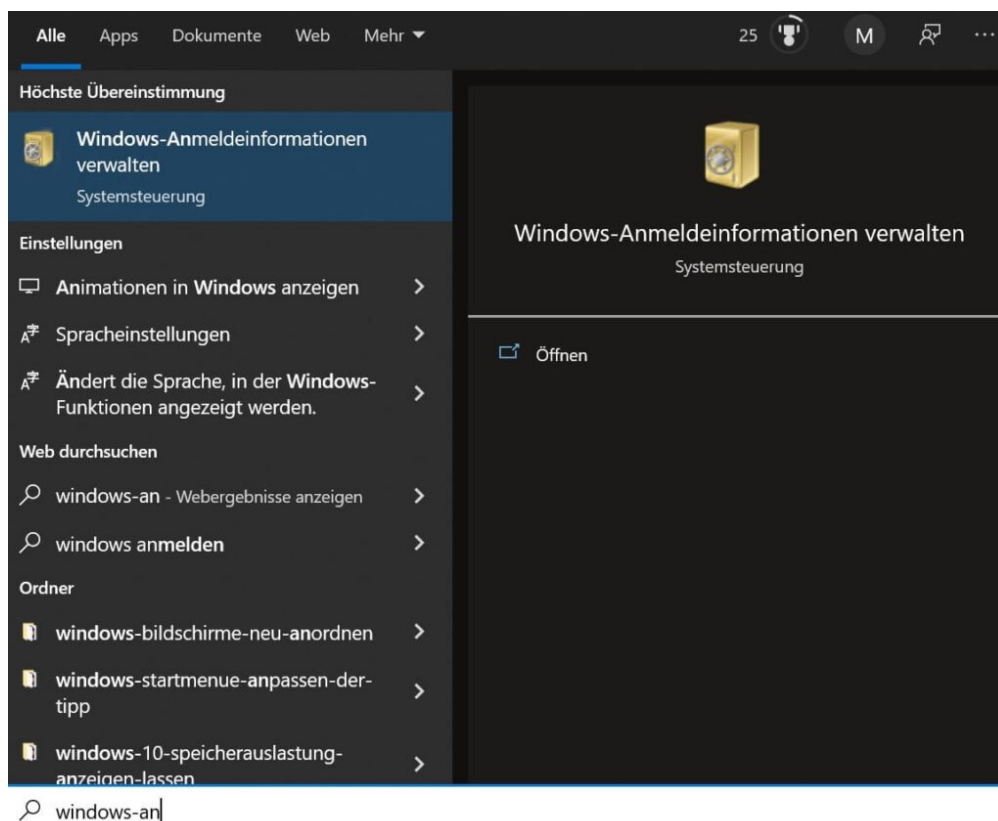 Alle Apps Dokumente Web Mehr 25 M ...
Höchste Übereinstimmung
Windows-Anmeldeinformationen
verwalten
Systemsteuerung
Einstellungen
Animationen in Windows anzeigen
Spracheinstellungen
Ändert die Sprache, in der Windows-
Funktionen angezeigt werden.
Web durchsuchen
windows-an - Webergebnisse anzeigen
windows anmelden
Ordner
windows-bildschirme-neu-anordnen
windows-startmenue-anpassen-der-
tipp
windows-10-speicherauslastung-
anzeigen-lassen
Windows-Anmeldeinformationen verwalten
Systemsteuerung
Öffnen
windows-an